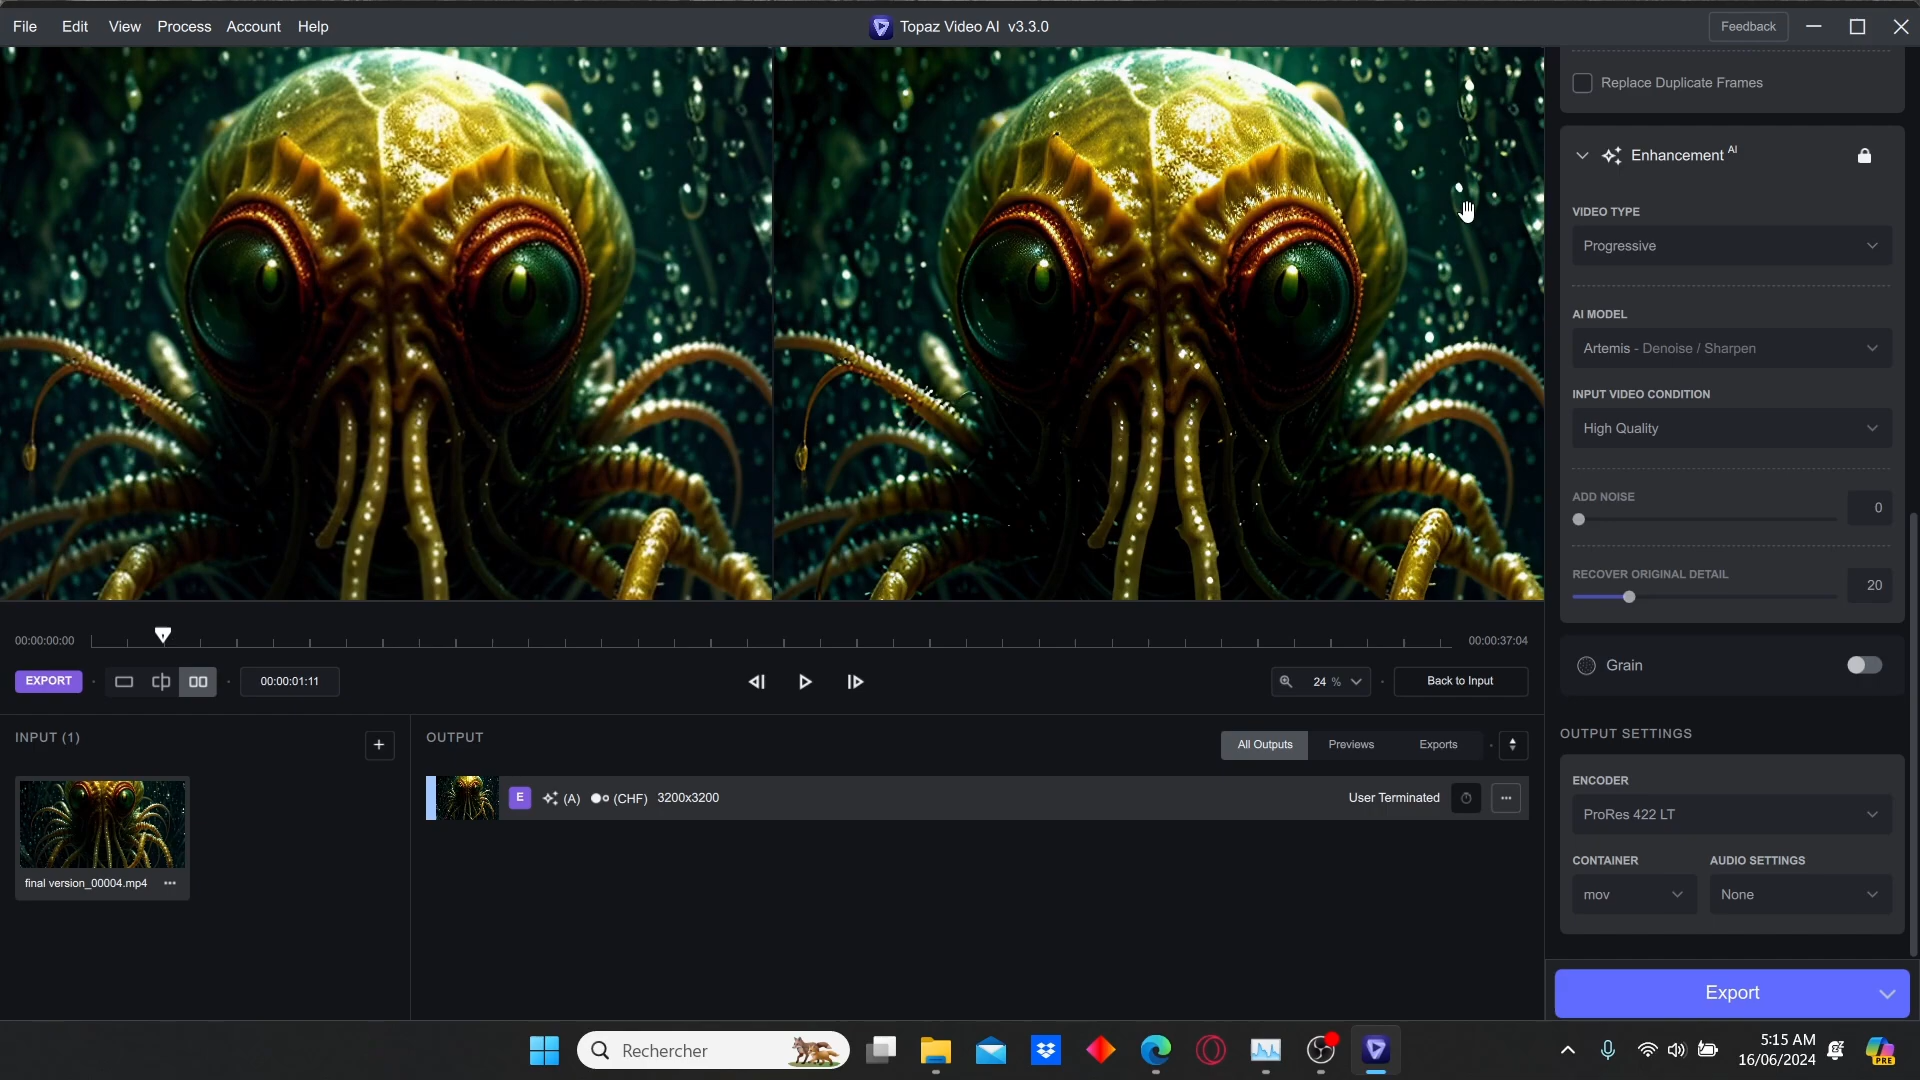 File Edit View Process Account Help
Topaz Video AI v3.3.0
Feedback
Replace Duplicate Frames
Enhancement AI
VIDEO TYPE
Progressive
AI MODEL
Artemis - Denoise / Sharpen
INPUT VIDEO CONDITION
High Quality
ADD NOISE
0
RECOVER ORIGINAL DETAIL
20
Grain
OUTPUT SETTINGS
ENCODER
ProRes 422 LT
CONTAINER AUDIO SETTINGS
mov None
Export
00:00:00:00
00:00:37:04
EXPORT
00:00:01:11
24 %
Back to Input
INPUT (1)
+
final version_00004.mp4
OUTPUT
All Outputs Previews Exports
E (A) (CHF) 3200x3200
User Terminated
Rechercher
5:15 AM
16/06/2024
PRE